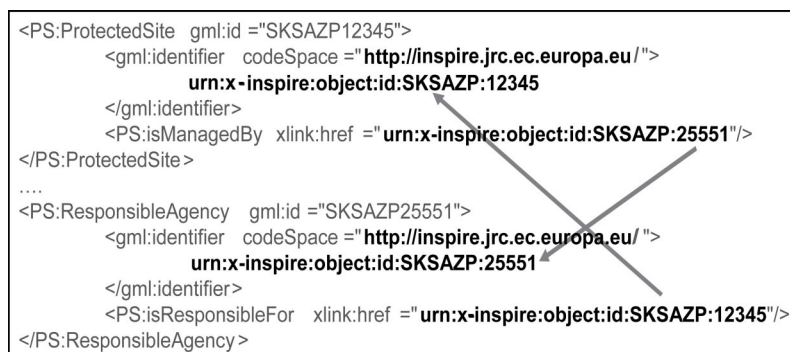 <PS:ProtectedSite gml:id ="SKSAZP12345">
<gml:identifier codeSpace ="http://inspire.jrc.ec.europa.eu/">
urn:x-inspire:object:id:SKSAZP:12345
</gml:identifier>
<PS:isManagedBy xlink:href ="urn:x-inspire:object:id:SKSAZP:25551"/>
</PS:ProtectedSite>
....
<PS:ResponsibleAgency gml:id ="SKSAZP25551">
<gml:identifier codeSpace ="http://inspire.jrc.ec.europa.eu/ ">
urn:x-inspire:object:id:SKSAZP:25551
</gml:identifier>
<PS:isResponsibleFor xlink:href ="urn:x-inspire:object:id:SKSAZP:12345"/>
</PS:ResponsibleAgency>